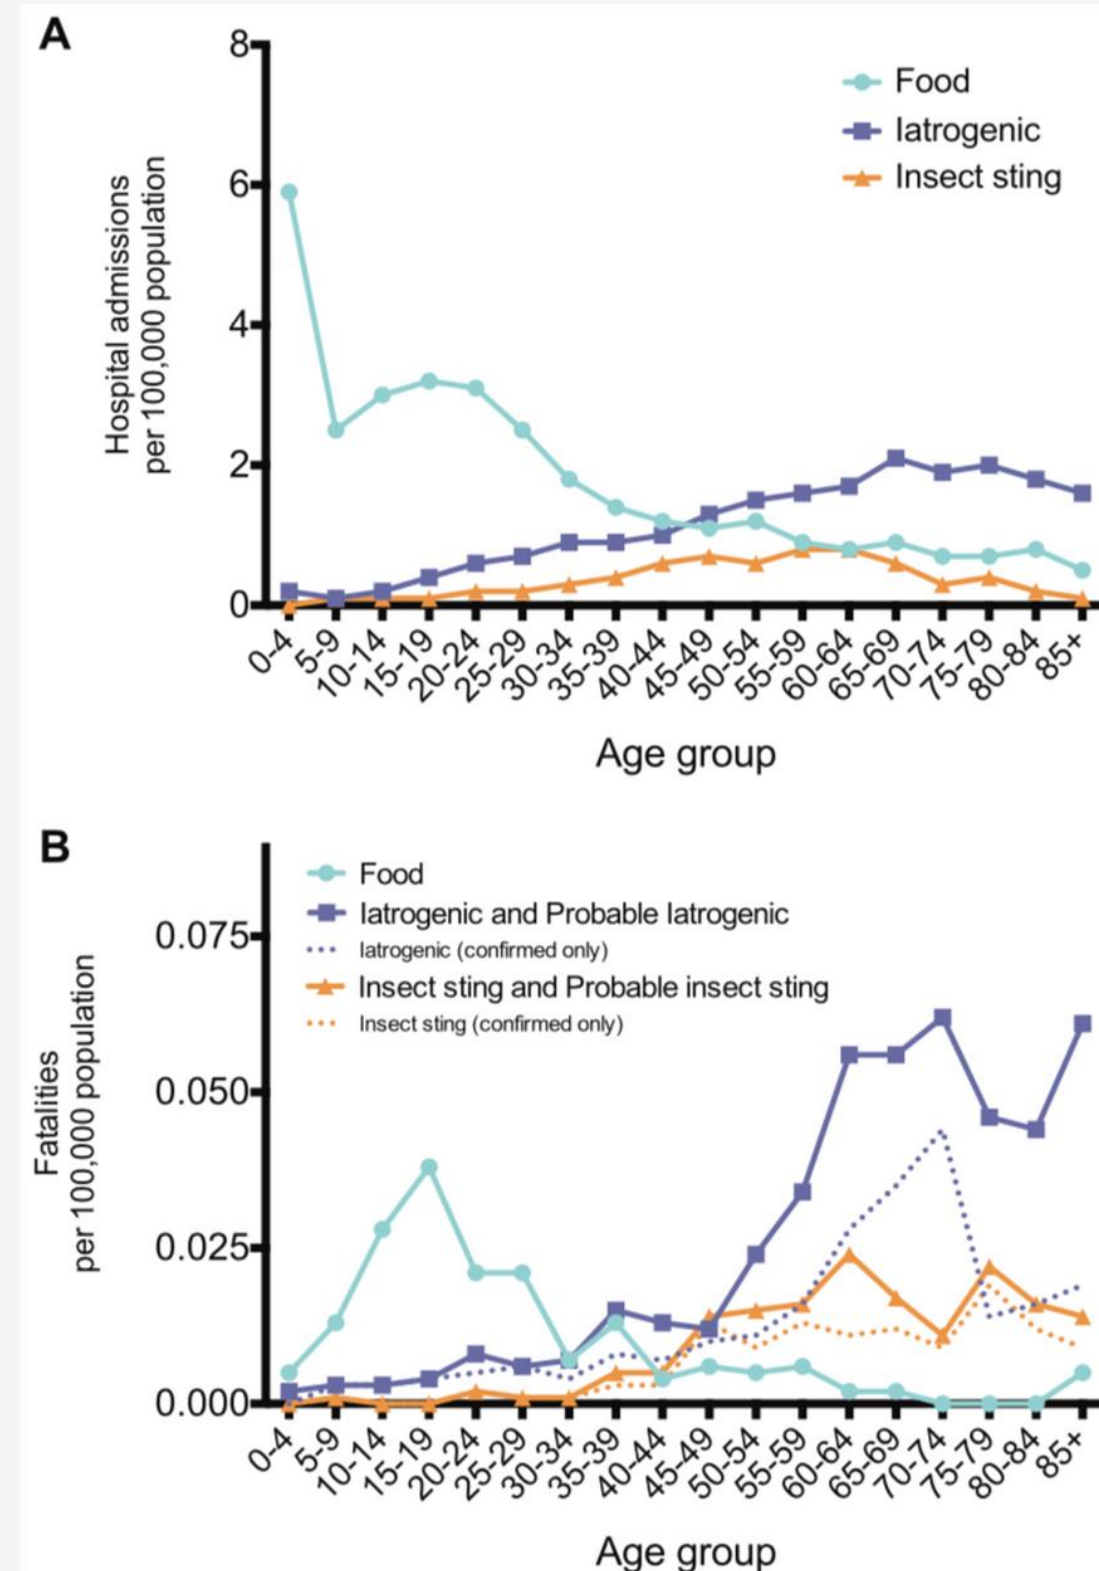 A
8
6
4
2
0
Hospital admissions
per 100,000 population
Food
Iatrogenic
Insect sting
0-4
5-9
10-14
15-19
20-24
25-29
30-34
35-39
40-44
45-49
50-54
55-59
60-64
65-69
70-74
75-79
80-84
85+
Age group
B
0.075
0.050
0.025
0.000
Fatalities
per 100,000 population
Food
Iatrogenic and Probable Iatrogenic
Iatrogenic (confirmed only)
Insect sting and Probable insect sting
Insect sting (confirmed only)
0-4
5-9
10-14
15-19
20-24
25-29
30-34
35-39
40-44
45-49
50-54
55-59
60-64
65-69
70-74
75-79
80-84
85+
Age group